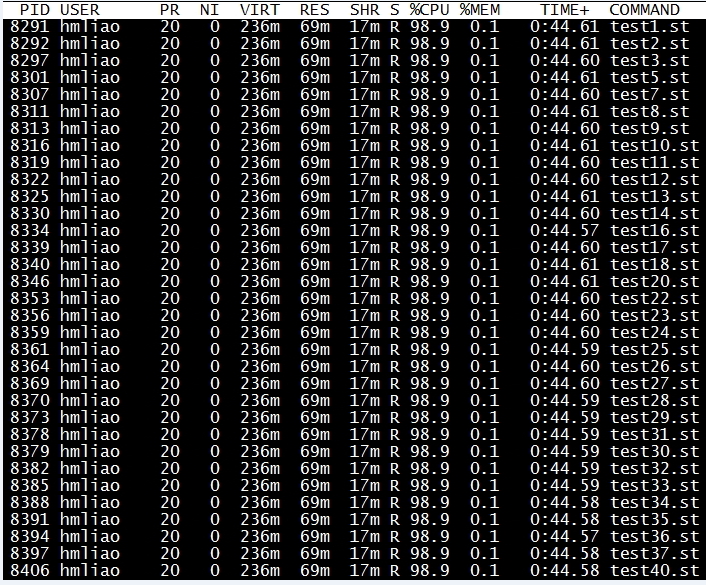 PID USER PR NI VIRT RES SHR S %CPU %MEM TIME+ COMMAND
8291 hmliao 20 0 236m 69m 17m R 98.9 0.1 0:44.61 test1.st
8292 hmliao 20 0 236m 69m 17m R 98.9 0.1 0:44.61 test2.st
8297 hmliao 20 0 236m 69m 17m R 98.9 0.1 0:44.60 test3.st
8301 hmliao 20 0 236m 69m 17m R 98.9 0.1 0:44.61 test5.st
8307 hmliao 20 0 236m 69m 17m R 98.9 0.1 0:44.60 test7.st
8311 hmliao 20 0 236m 69m 17m R 98.9 0.1 0:44.61 test8.st
8313 hmliao 20 0 236m 69m 17m R 98.9 0.1 0:44.60 test9.st
8316 hmliao 20 0 236m 69m 17m R 98.9 0.1 0:44.61 test10.st
8319 hmliao 20 0 236m 69m 17m R 98.9 0.1 0:44.60 test11.st
8322 hmliao 20 0 236m 69m 17m R 98.9 0.1 0:44.60 test12.st
8325 hmliao 20 0 236m 69m 17m R 98.9 0.1 0:44.61 test13.st
8330 hmliao 20 0 236m 69m 17m R 98.9 0.1 0:44.60 test14.st
8334 hmliao 20 0 236m 69m 17m R 98.9 0.1 0:44.57 test16.st
8339 hmliao 20 0 236m 69m 17m R 98.9 0.1 0:44.60 test17.st
8340 hmliao 20 0 236m 69m 17m R 98.9 0.1 0:44.61 test18.st
8346 hmliao 20 0 236m 69m 17m R 98.9 0.1 0:44.61 test20.st
8353 hmliao 20 0 236m 69m 17m R 98.9 0.1 0:44.60 test22.st
8356 hmliao 20 0 236m 69m 17m R 98.9 0.1 0:44.60 test23.st
8359 hmliao 20 0 236m 69m 17m R 98.9 0.1 0:44.60 test24.st
8361 hmliao 20 0 236m 69m 17m R 98.9 0.1 0:44.59 test25.st
8364 hmliao 20 0 236m 69m 17m R 98.9 0.1 0:44.60 test26.st
8369 hmliao 20 0 236m 69m 17m R 98.9 0.1 0:44.60 test27.st
8370 hmliao 20 0 236m 69m 17m R 98.9 0.1 0:44.59 test28.st
8373 hmliao 20 0 236m 69m 17m R 98.9 0.1 0:44.59 test29.st
8378 hmliao 20 0 236m 69m 17m R 98.9 0.1 0:44.59 test31.st
8379 hmliao 20 0 236m 69m 17m R 98.9 0.1 0:44.59 test30.st
8382 hmliao 20 0 236m 69m 17m R 98.9 0.1 0:44.59 test32.st
8385 hmliao 20 0 236m 69m 17m R 98.9 0.1 0:44.59 test33.st
8388 hmliao 20 0 236m 69m 17m R 98.9 0.1 0:44.58 test34.st
8391 hmliao 20 0 236m 69m 17m R 98.9 0.1 0:44.58 test35.st
8394 hmliao 20 0 236m 69m 17m R 98.9 0.1 0:44.57 test36.st
8397 hmliao 20 0 236m 69m 17m R 98.9 0.1 0:44.58 test37.st
8406 hmliao 20 0 236m 69m 17m R 98.9 0.1 0:44.58 test40.st